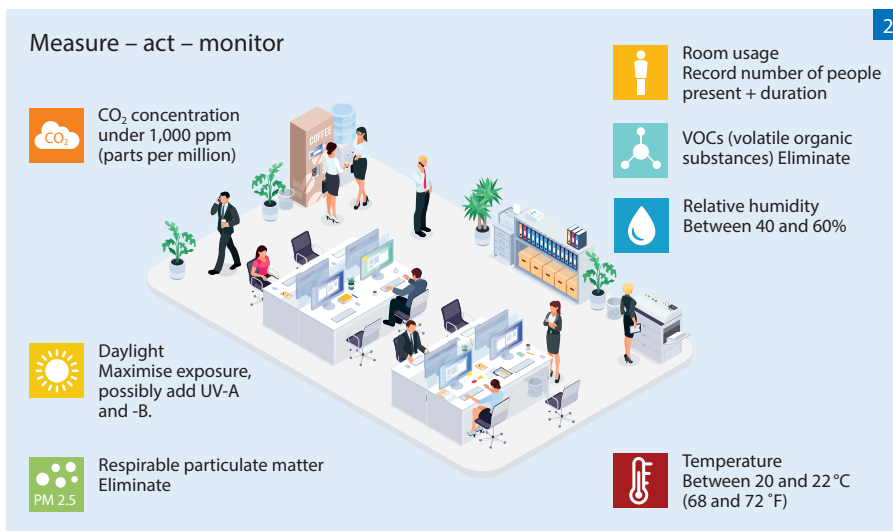 2
Measure – act – monitor
CO₂
CO₂ concentration
under 1,000 ppm
(parts per million)
COFFEE
Room usage
Record number of people
present + duration
VOCs (volatile organic
substances) Eliminate
Relative humidity
Between 40 and 60%
Daylight
Maximise exposure,
possibly add UV-A
and -B.
PM 2.5
Respirable particulate matter
Eliminate
Temperature
Between 20 and 22 °C
(68 and 72 ˚F)